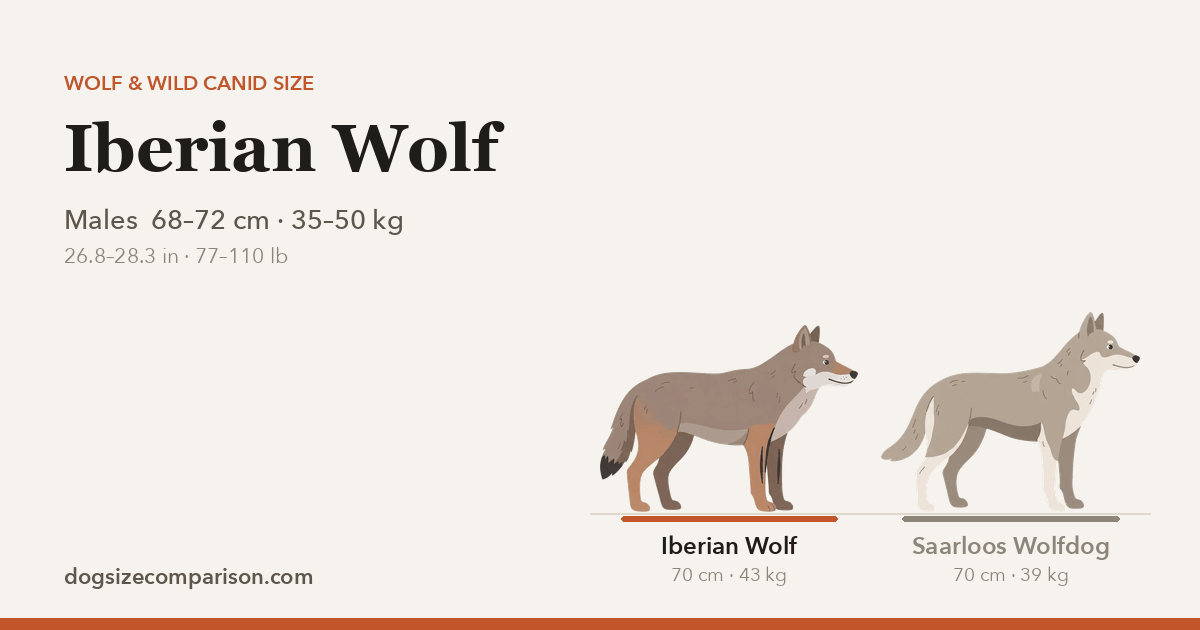 WOLF & WILD CANID SIZE
Iberian Wolf
Males 68–72 cm · 35–50 kg
26.8–28.3 in · 77–110 lb
Iberian Wolf
70 cm · 43 kg
Saarloos Wolfdog
70 cm · 39 kg
dogsizecomparison.com